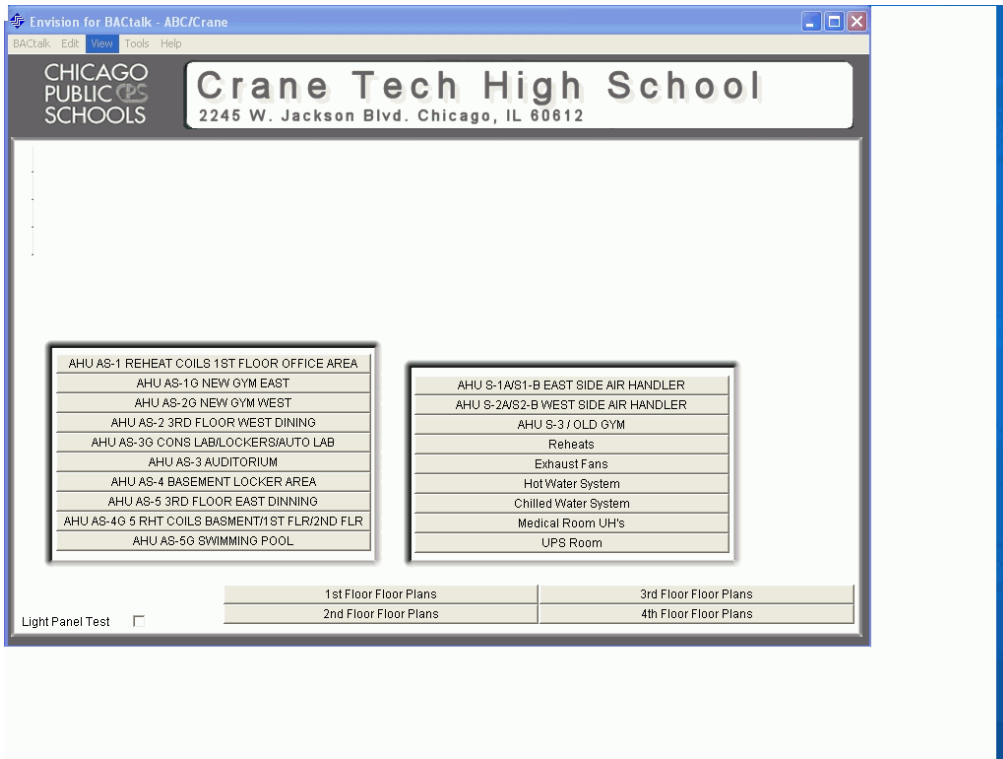 Envision for BACtalk - ABC/Crane
BACtalk Edit View Tools Help
CHICAGO
PUBLIC CPS
SCHOOLS
Crane Tech High School
2245 W. Jackson Blvd. Chicago, IL 60612
AHU AS-1 REHEAT COILS 1ST FLOOR OFFICE AREA
AHU AS-1G NEW GYM EAST
AHU AS-2G NEW GYM WEST
AHU AS-2 3RD FLOOR WEST DINING
AHU AS-3G CONS LAB/LOCKERS/AUTO LAB
AHU AS-3 AUDITORIUM
AHU AS-4 BASEMENT LOCKER AREA
AHU AS-5 3RD FLOOR EAST DINNING
AHU AS-4G 5 RHT COILS BASMENT/1ST FLR/2ND FLR
AHU AS-5G SWIMMING POOL
AHU S-1A/S1-B EAST SIDE AIR HANDLER
AHU S-2A/S2-B WEST SIDE AIR HANDLER
AHU S-3 / OLD GYM
Reheats
Exhaust Fans
Hot Water System
Chilled Water System
Medical Room UH's
UPS Room
1st Floor Floor Plans
3rd Floor Floor Plans
2nd Floor Floor Plans
4th Floor Floor Plans
Light Panel Test